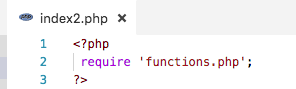 index2.php ×
1 <?php
2 require 'functions.php';
3 ?>